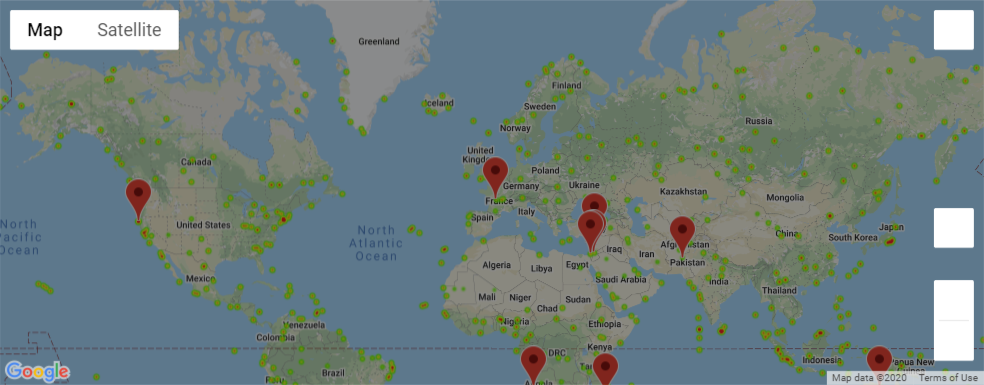 Map Satellite
Greenland
Iceland
Finland
Sweden
Norway
Russia
Canada
United
Kingdom
Poland
Germany
Ukraine
Kazakhstan
Mongolia
France
Spain
Italy
United States
North
Pacific
Ocean
North
Atlantic
Ocean
China
Japan
South Korea
Afghanistan
Iraq
Iran
Pakistan
Algeria
Libya
Egypt
Saudi Arabia
India
Mexico
Mali
Niger
Chad
Sudan
Thailand
Nigeria
Ethiopia
Venezuela
Colombia
DRC
Kenya
Indonesia
Papua New
Guinea
Brazil
Peru
Angola
Google
Map data ©2020 Terms of Use